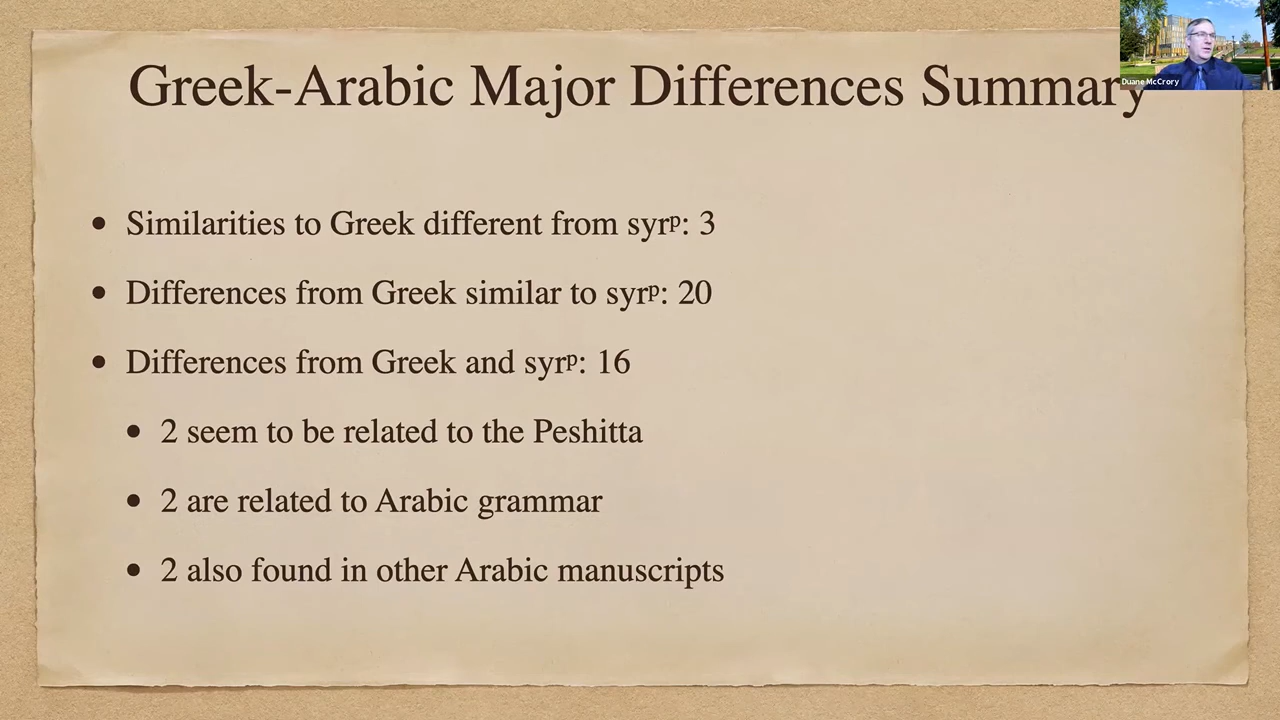 Greek-Arabic Major Differences Summary
Duane McCrory
• Similarities to Greek different from syrᵖ: 3
• Differences from Greek similar to syrᵖ: 20
• Differences from Greek and syrᵖ: 16
• 2 seem to be related to the Peshitta
• 2 are related to Arabic grammar
• 2 also found in other Arabic manuscripts